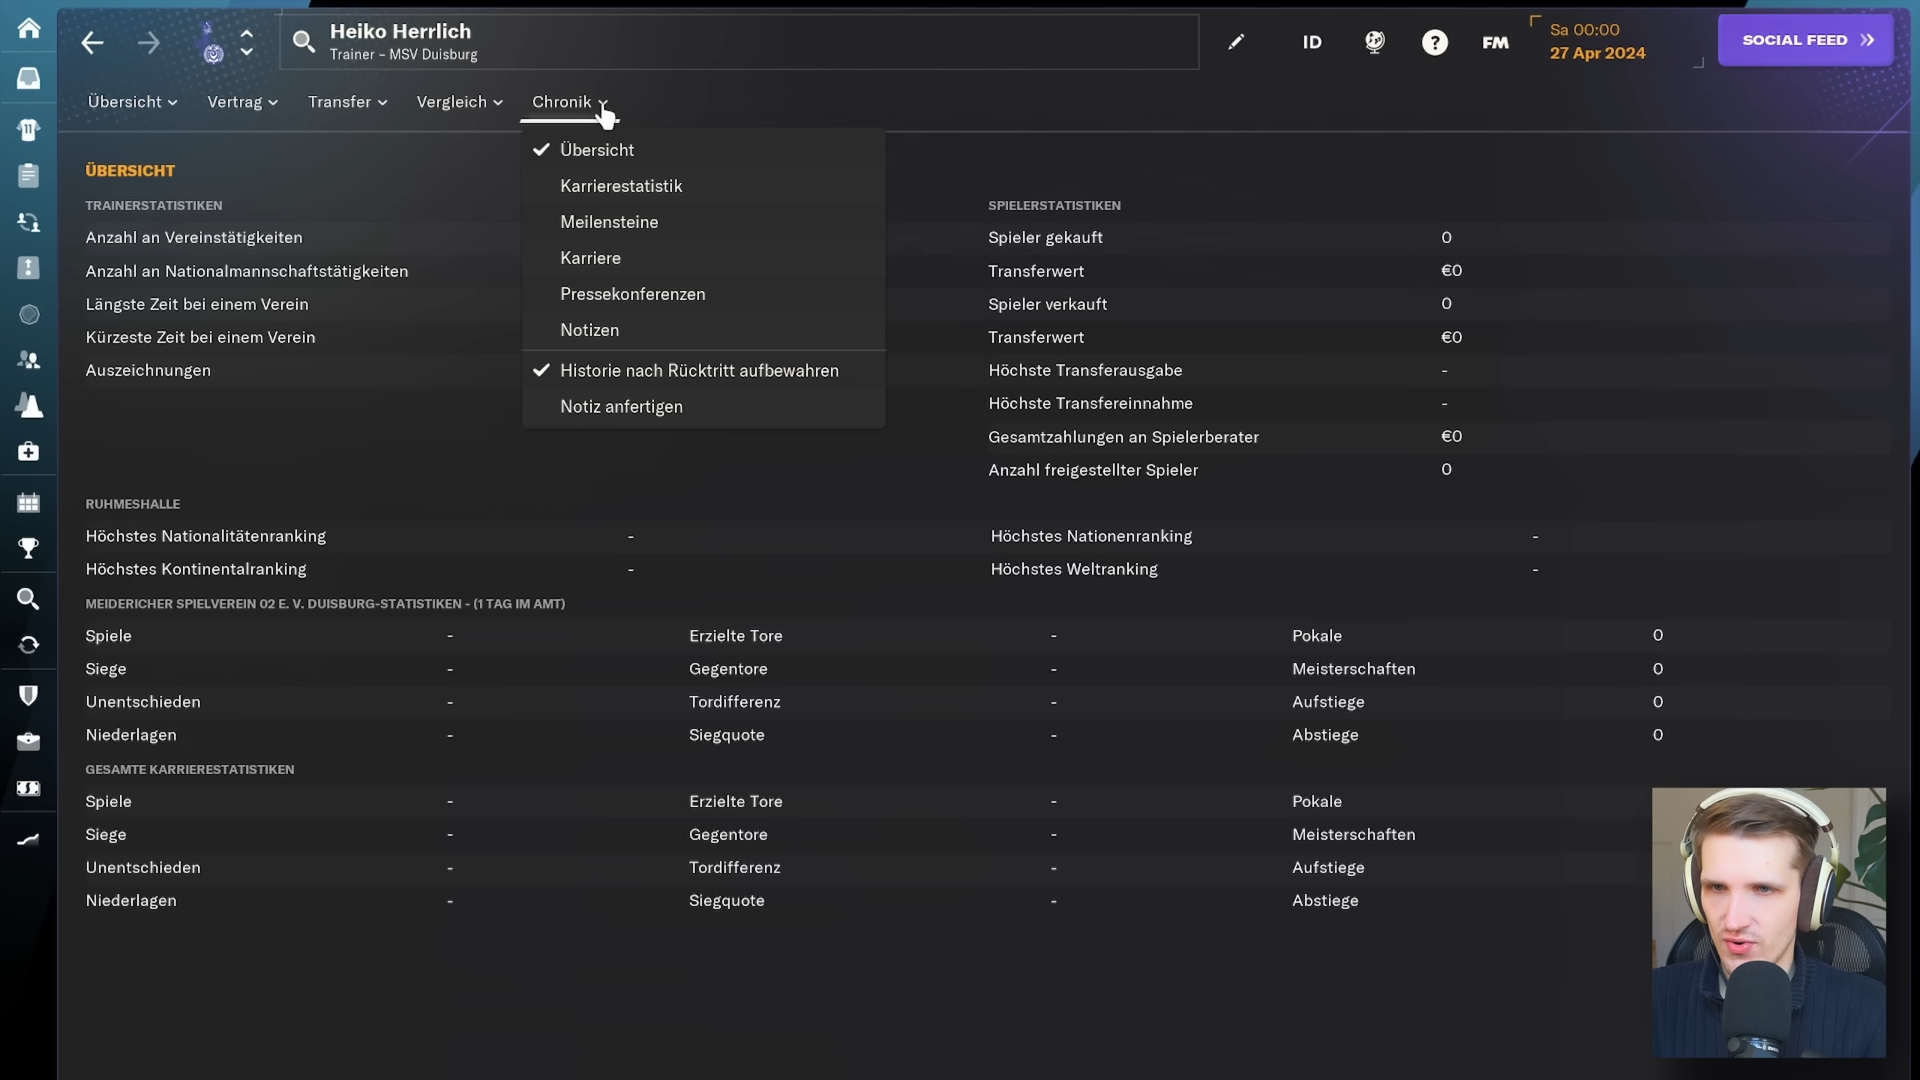 Heiko Herrlich
Trainer – MSV Duisburg
ID
?
FM
Sa 00:00
27 Apr 2024
SOCIAL FEED
Übersicht
Vertrag
Transfer
Vergleich
Chronik
Übersicht
Karrierestatistik
Meilensteine
Karriere
Pressekonferenzen
Notizen
Historie nach Rücktritt aufbewahren
Notiz anfertigen
ÜBERSICHT
TRAINERSTATISTIKEN
Anzahl an Vereinstätigkeiten
Anzahl an Nationalmannschaftstätigkeiten
Längste Zeit bei einem Verein
Kürzeste Zeit bei einem Verein
Auszeichnungen
SPIELERSTATISTIKEN
Spieler gekauft 0
Transferwert €0
Spieler verkauft 0
Transferwert €0
Höchste Transferausgabe -
Höchste Transfereinnahme -
Gesamtzahlungen an Spielerberater €0
Anzahl freigestellter Spieler 0
RUHMESHALLE
Höchstes Nationalitätenranking - Höchstes Nationenranking -
Höchstes Kontinentalranking - Höchstes Weltranking -
MEIDERICHER SPIELVEREIN 02 E. V. DUISBURG-STATISTIKEN - (1 TAG IM AMT)
Spiele - Erzielte Tore - Pokale 0
Siege - Gegentore - Meisterschaften 0
Unentschieden - Tordifferenz - Aufstiege 0
Niederlagen - Siegquote - Abstiege 0
GESAMTE KARRIERESTATISTIKEN
Spiele - Erzielte Tore - Pokale
Siege - Gegentore - Meisterschaften
Unentschieden - Tordifferenz - Aufstiege
Niederlagen - Siegquote - Abstiege